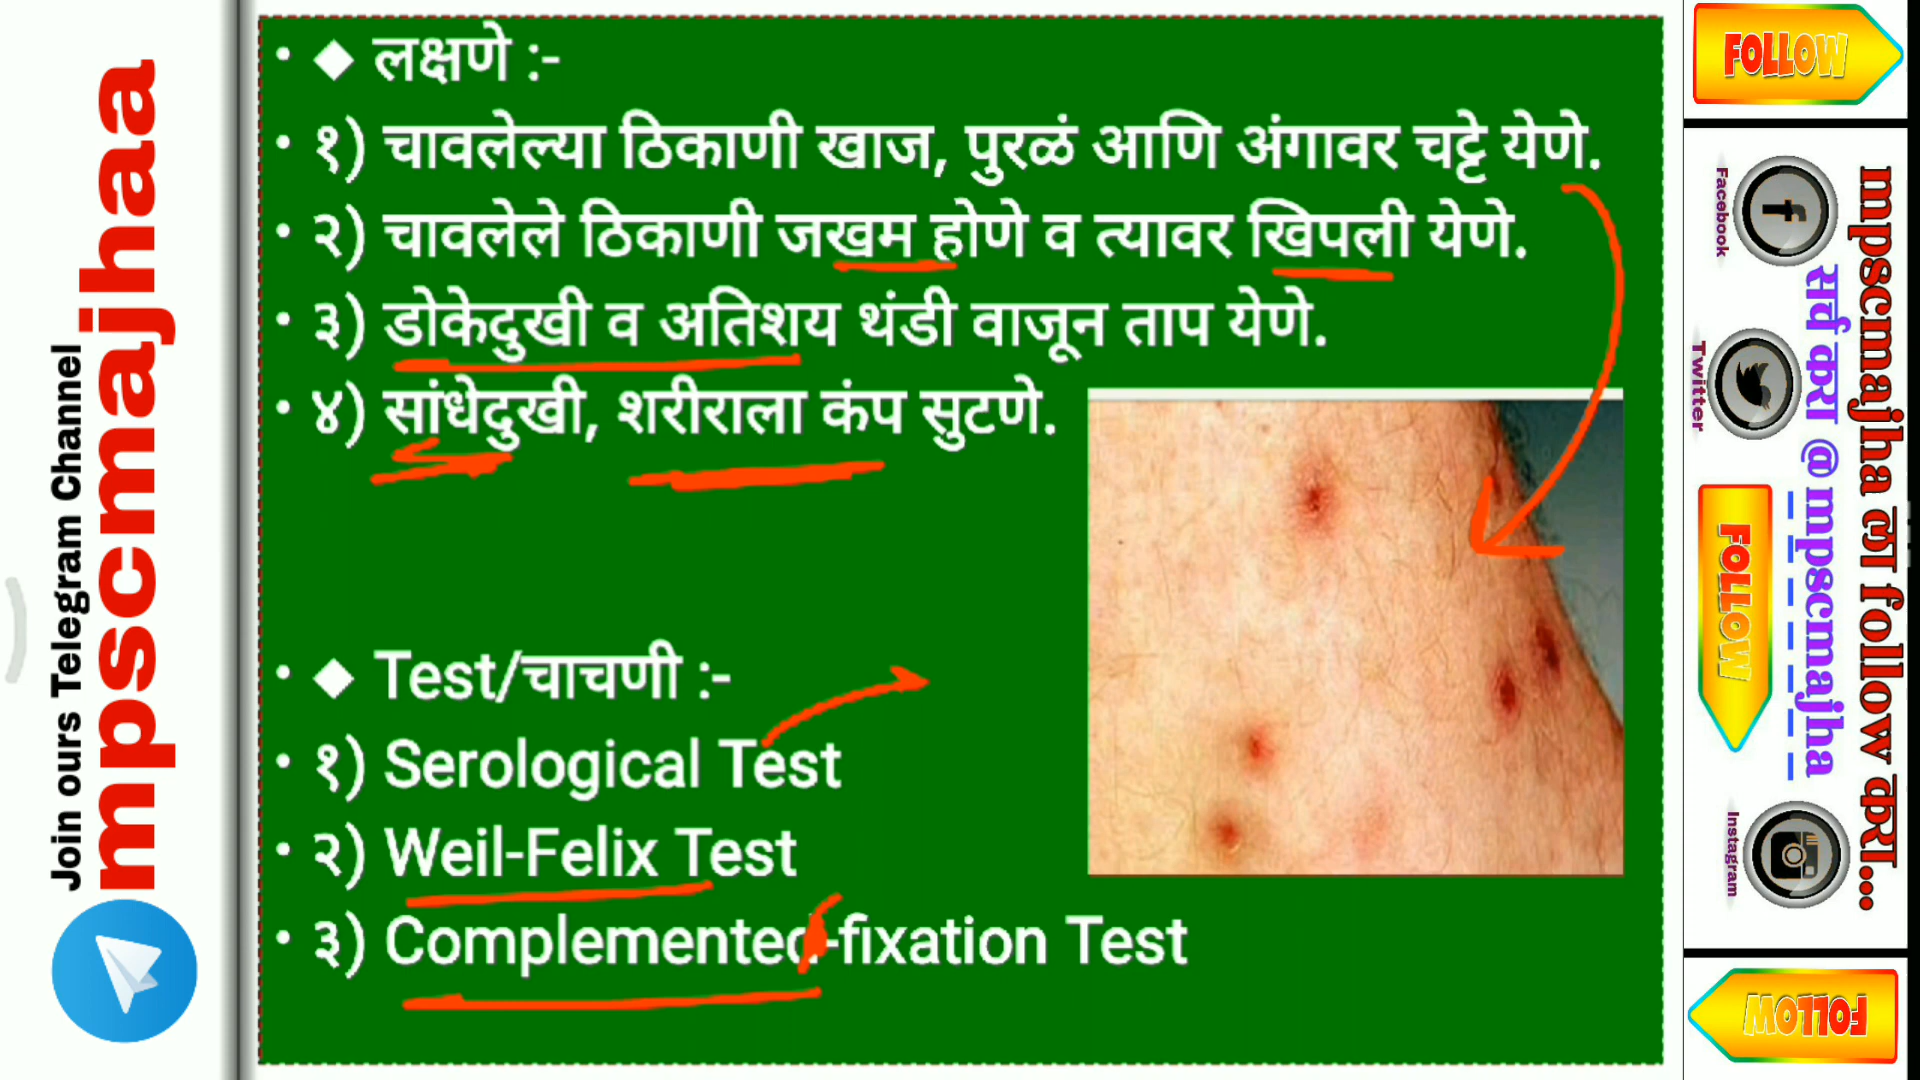 Join ours Telegram Channel
mpscmajhaa
• ◆ लक्षणे :-
• १) चावलेल्या ठिकाणी खाज, पुरळं आणि अंगावर चट्टे येणे.
• २) चावलेले ठिकाणी जखम होणे व त्यावर खिपली येणे.
• ३) डोकेदुखी व अतिशय थंडी वाजून ताप येणे.
• ४) सांधेदुखी, शरीराला कंप सुटणे.
• ◆ Test/चाचणी :-
• १) Serological Test
• २) Weil-Felix Test
• ३) Complemented-fixation Test
FOLLOW
mpscmajha ला follow करा...
सर्च करा @mpscmajha
Facebook
Twitter
FOLLOW
Instagram
FOLLOW